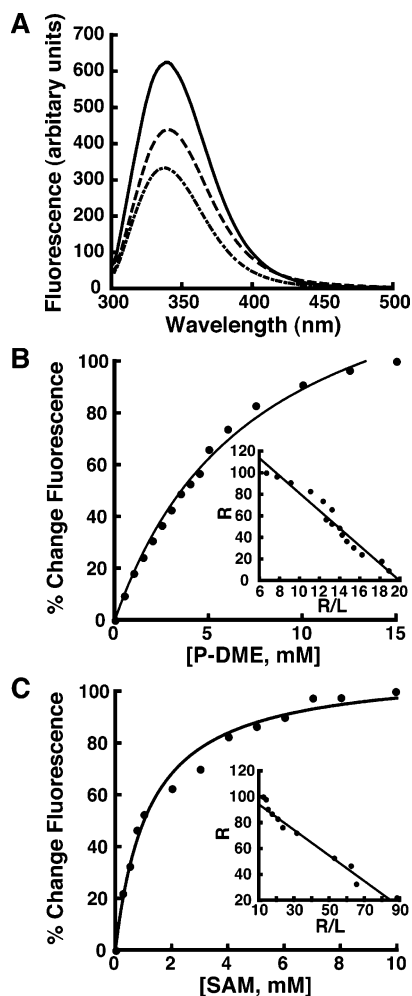 A
Fluorescence (arbitary units)
700
600
500
400
300
200
100
0
300 350 400 450 500
Wavelength (nm)
B
% Change Fluorescence
100
80
60
40
20
0
0 5 10 15
[P-DME, mM]
R
120
100
80
60
40
20
0
6 8 10 12 14 16 18 20
R/L
C
% Change Fluorescence
100
80
60
40
20
0
0 2 4 6 8 10
[SAM, mM]
R
120
100
80
60
40
20
10 30 50 70 90
R/L